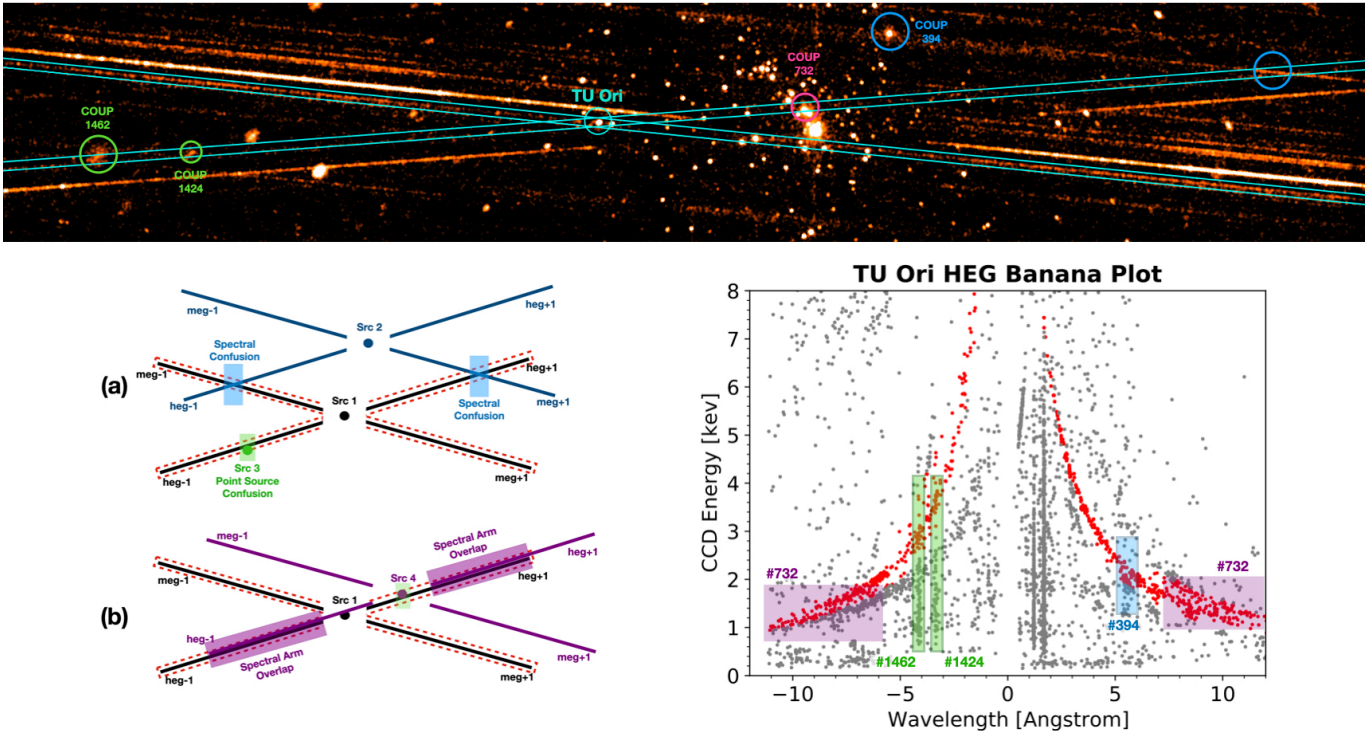 COUP
394
COUP
732
TU Ori
COUP
1462
COUP
1424
(a)
meg-1
heg+1
Src 2
Spectral
Confusion
meg-1
heg+1
Src 1
heg-1
meg+1
Spectral
Confusion
heg-1
Src 3
Point Source
Confusion
meg+1
(b)
meg-1
Spectral Arm
Overlap
heg+1
meg-1
Src 4
heg+1
Src 1
heg-1
Spectral Arm
Overlap
heg-1
meg+1
meg+1
TU Ori HEG Banana Plot
CCD Energy [kev]
8
7
6
5
4
3
2
1
0
#732
#732
#394
#1462
#1424
−10
−5
0
5
10
Wavelength [Angstrom]